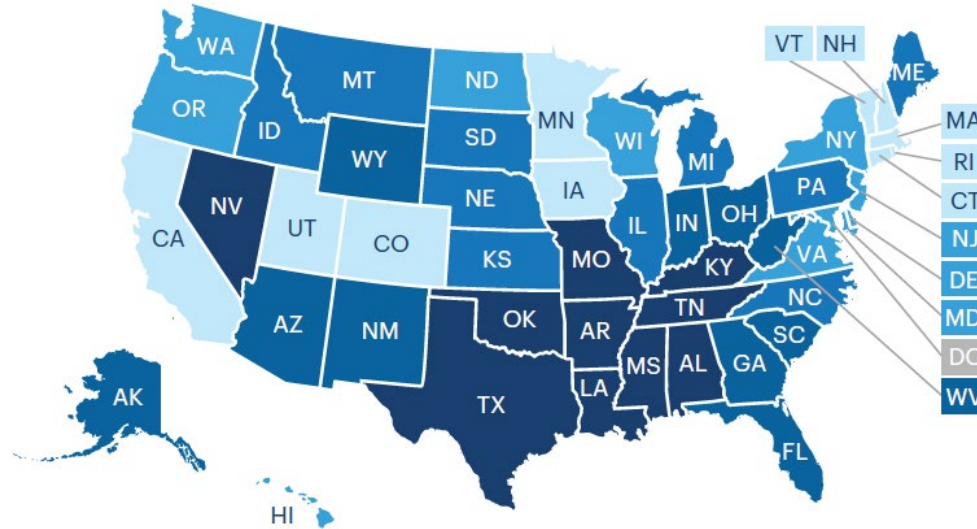 VT NH
WA
MT
ND
MN
ME
OR
ID
SD
WI
MI
NY
MA
WY
RI
NE
IA
PA
CT
NV
UT
CO
IL
IN
OH
NJ
CA
KS
MO
KY
VA
DE
AZ
NM
OK
AR
TN
NC
MD
MS
AL
GA
SC
DC
TX
LA
WV
AK
FL
HI